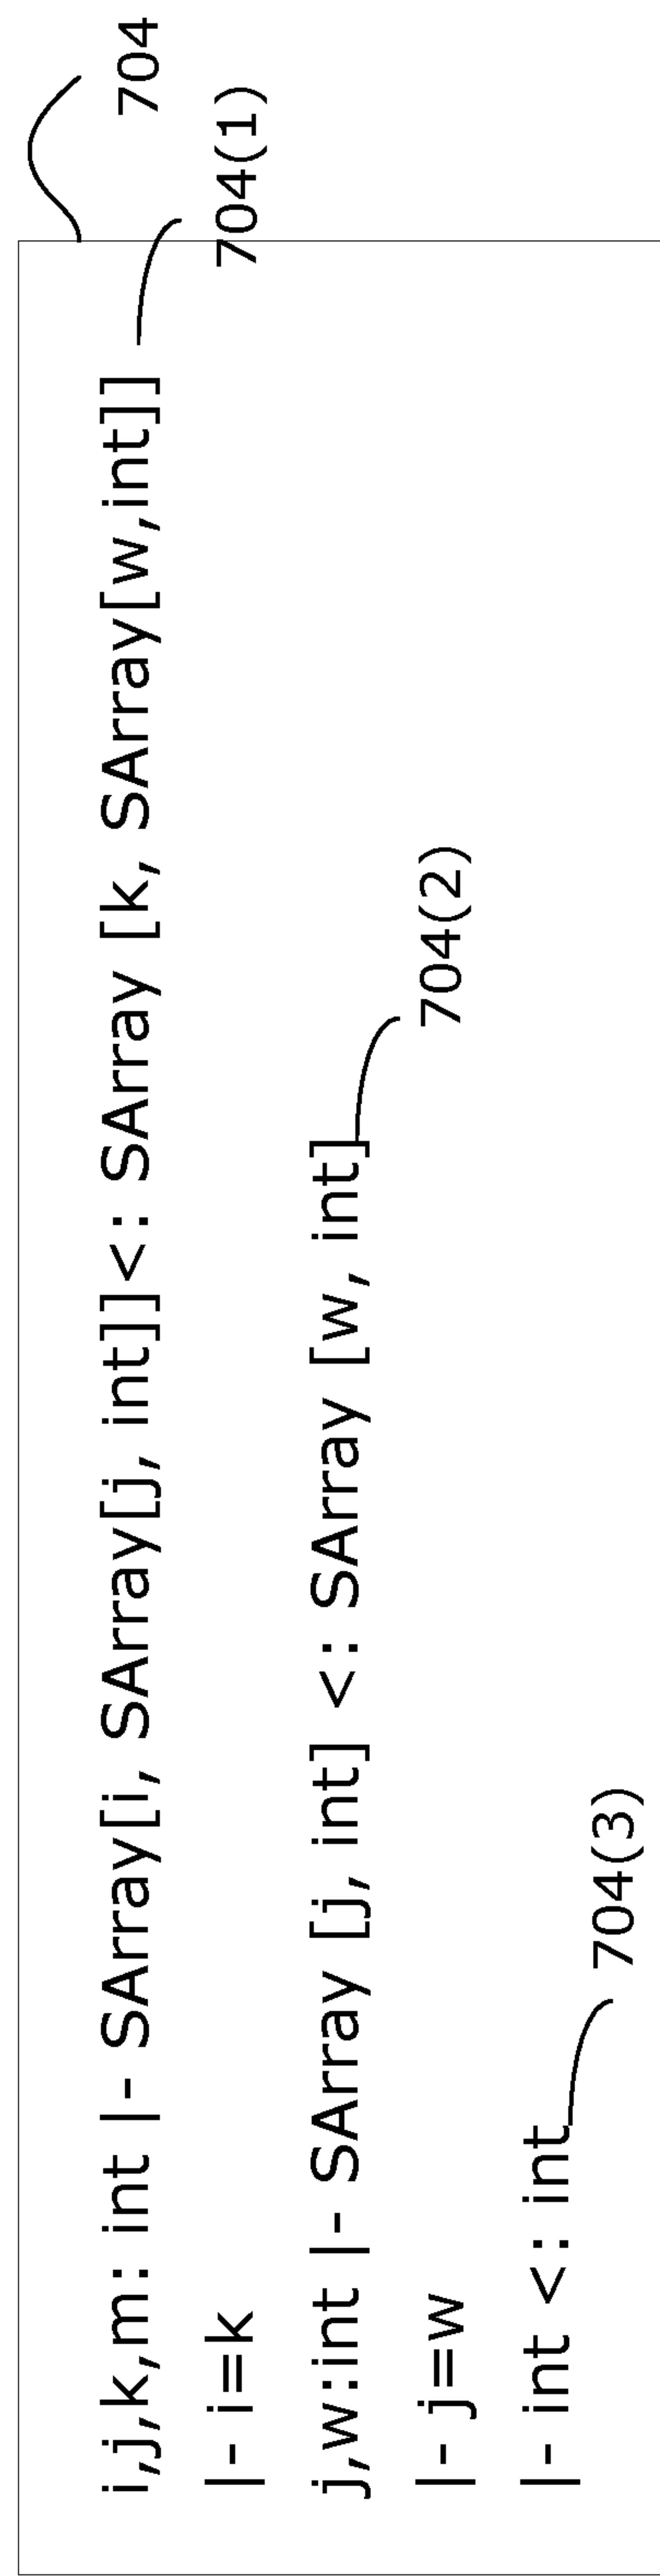 704
i,j,k,m: int |- SArray[i, SArray[j, int]]<: SArray [k, SArray[w,int]]
704(1)
|- i=k
j,w:int |- SArray [j, int] <: SArray [w, int]
704(2)
|- j=w
|- int <: int
704(3)